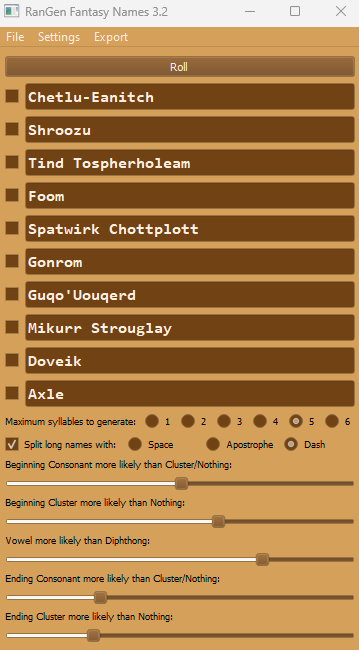 RanGen Fantasy Names 3.2
File Settings Export
Roll
Chetlu-Eanitch
Shroozu
Tind Tospherholeam
Foom
Spatwirk Chottplott
Gonrom
Guqo'Uouqerd
Mikurr Strouglay
Doveik
Axle
Maximum syllables to generate: 1 2 3 4 5 6
Split long names with: Space Apostrophe Dash
Beginning Consonant more likely than Cluster/Nothing:
Beginning Cluster more likely than Nothing:
Vowel more likely than Diphthong:
Ending Consonant more likely than Cluster/Nothing:
Ending Cluster more likely than Nothing: